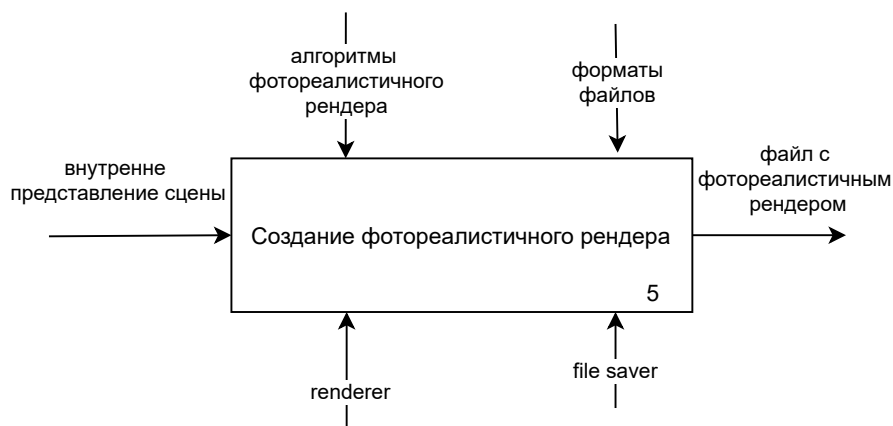 алгоритмы
фотореалистичного
рендера
форматы
файлов
внутренне
представление сцены
файл с
фотореалистичным
рендером
Создание фотореалистичного рендера
5
renderer
file saver